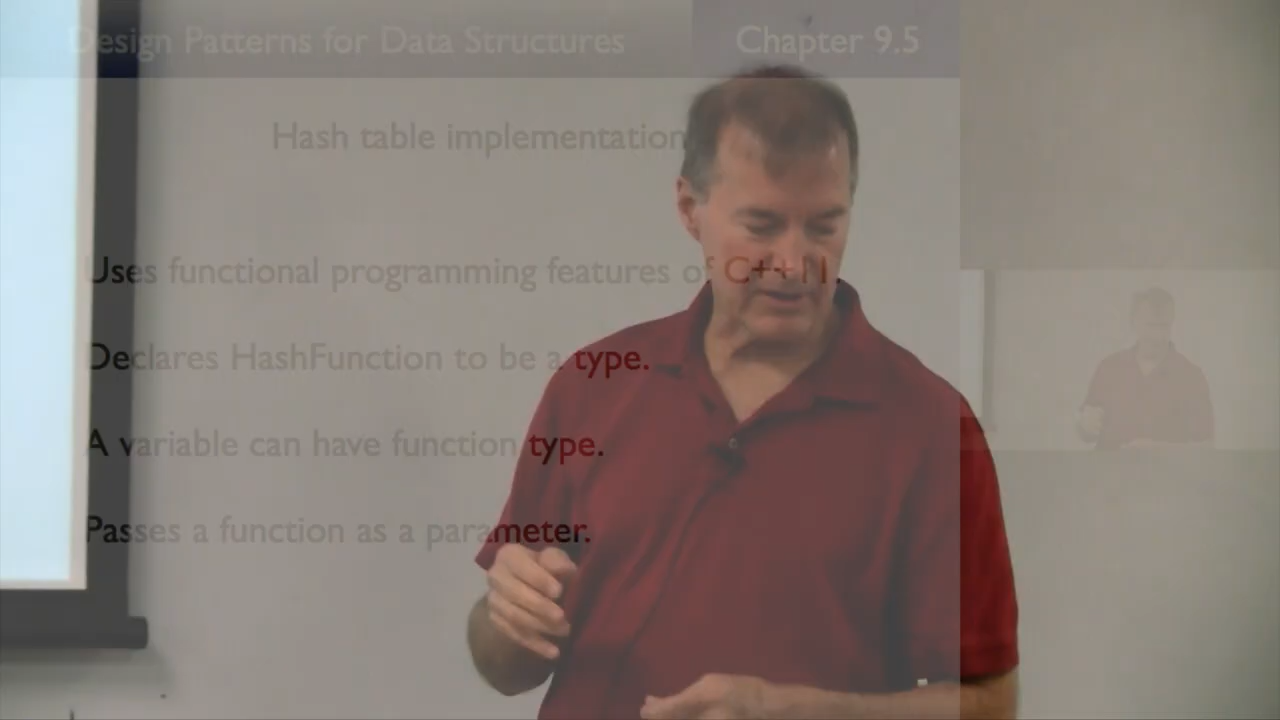 Design Patterns for Data Structures
Chapter 9.5
Hash table implementation
Uses functional programming features of C++11.
Declares HashFunction to be a type.
A variable can have function type.
Passes a function as a parameter.